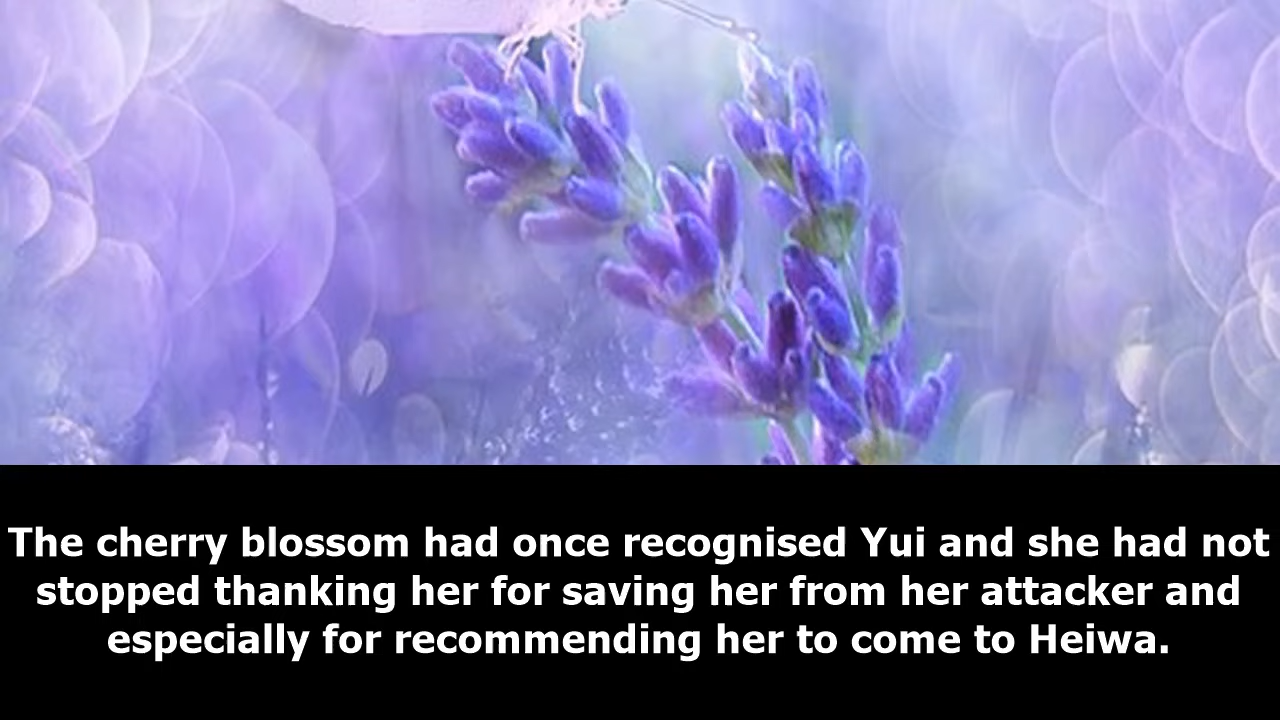 The cherry blossom had once recognised Yui and she had not
stopped thanking her for saving her from her attacker and
especially for recommending her to come to Heiwa.